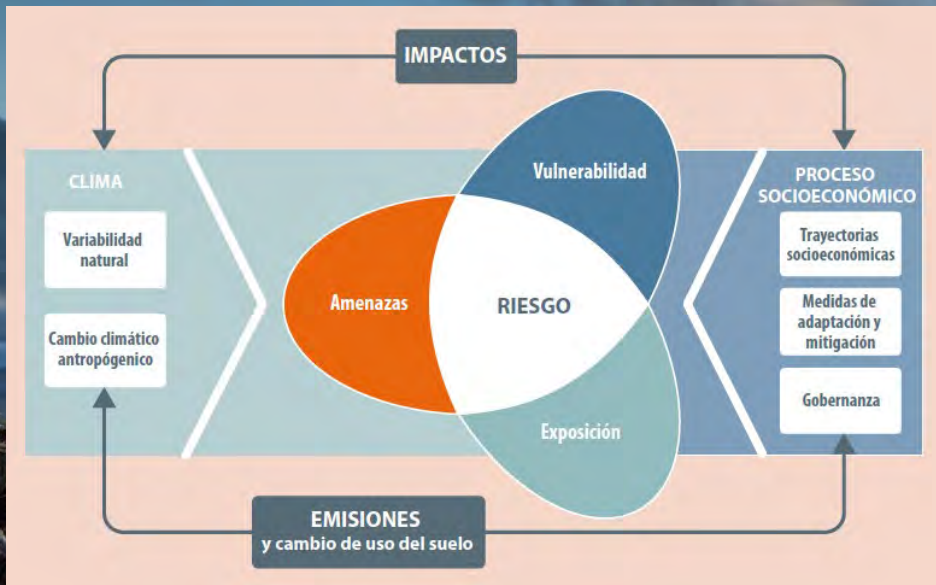 IMPACTOS
CLIMA
Variabilidad
natural
Cambio climático
antropógenico
Amenazas
Vulnerabilidad
RIESGO
Exposición
PROCESO
SOCIOECONÓMICO
Trayectorias
socioeconómicas
Medidas de
adaptación y
mitigación
Gobernanza
EMISIONES
y cambio de uso del suelo